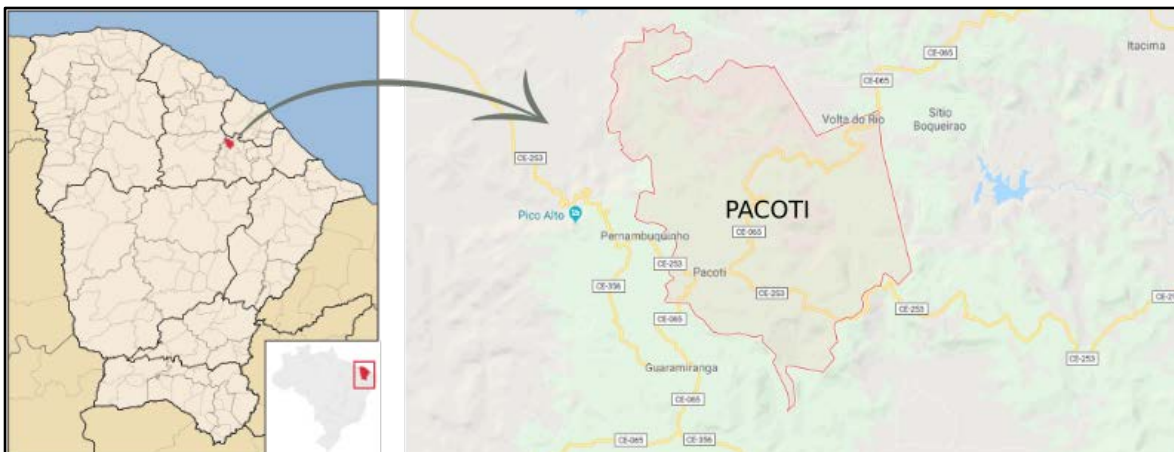 CE-065
Itacima
CE-065
Volta do Rio
Sítio
Boqueirao
CE-253
Pico Alto
PACOTI
Pernambuquinho
CE-065
CE-253
Pacoti
CE-356
CE-253
CE-253
CE-065
CE-253
Guaramiranga
CE-065
CE-065
CE-356